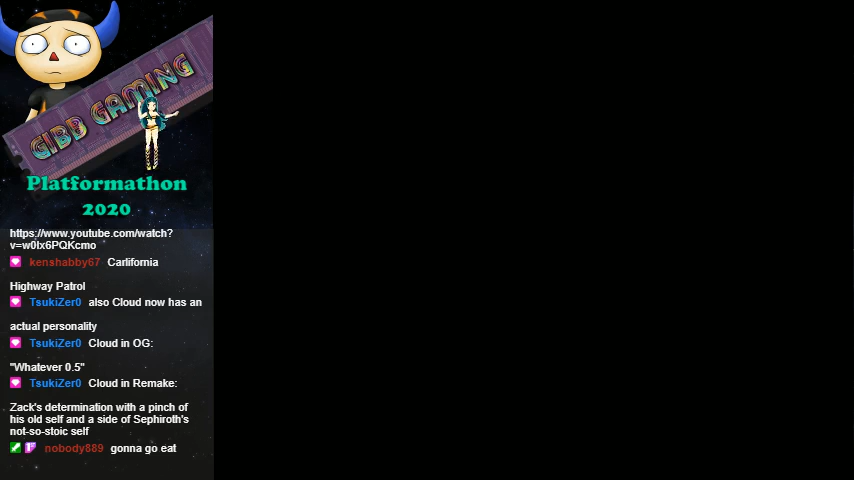 GIBB GAMING
Platformathon
2020
https://www.youtube.com/watch?
v=w0lx6PQKcmo
kenshabby67 Carlifornia
Highway Patrol
TsukiZer0 also Cloud now has an
actual personality
TsukiZer0 Cloud in OG:
"Whatever 0.5"
TsukiZer0 Cloud in Remake:
Zack's determination with a pinch of
his old self and a side of Sephiroth's
not-so-stoic self
nobody889 gonna go eat